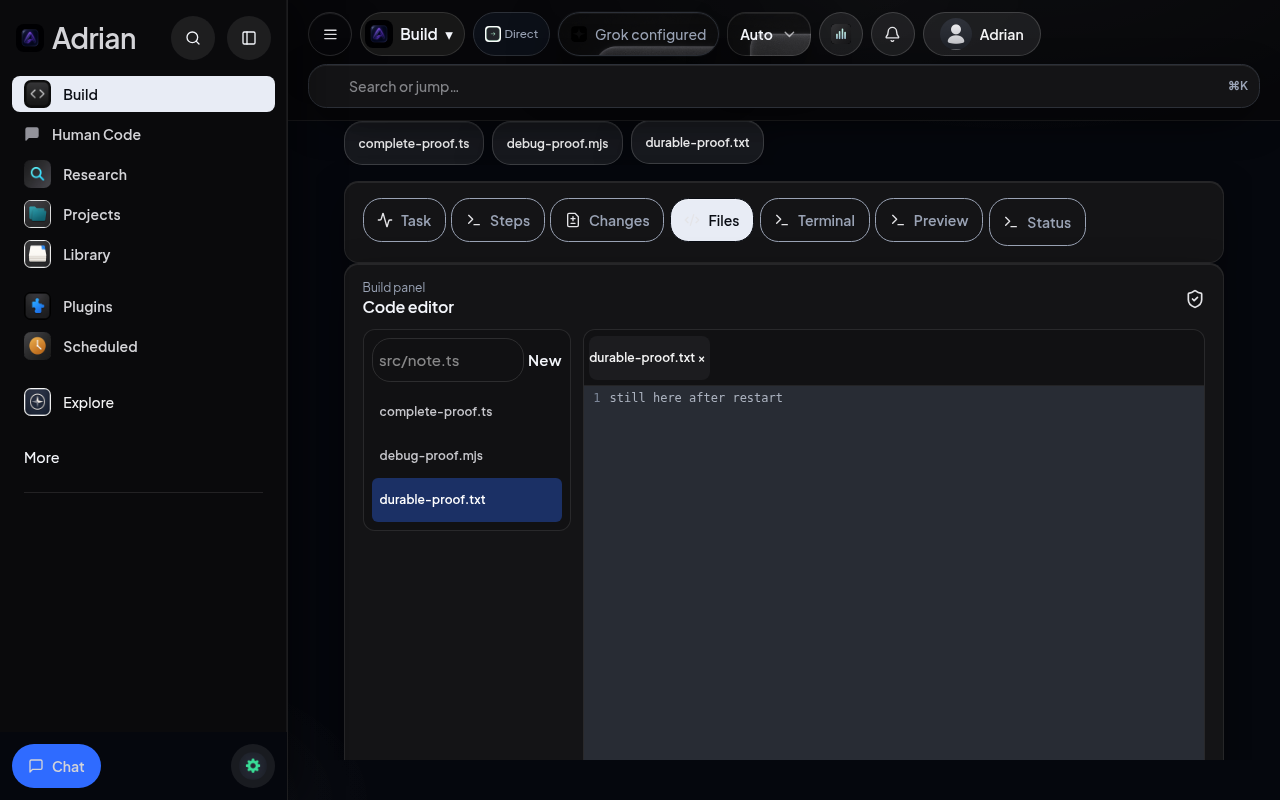 Adrian
Build
Human Code
Research
Projects
Library
Plugins
Scheduled
Explore
More
Chat
Build ▾
Direct
Grok configured
Auto
Adrian
Search or jump…
⌘K
complete-proof.ts
debug-proof.mjs
durable-proof.txt
Task
Steps
Changes
Files
Terminal
Preview
Status
Build panel
Code editor
src/note.ts
New
complete-proof.ts
debug-proof.mjs
durable-proof.txt
durable-proof.txt ×
1 still here after restart